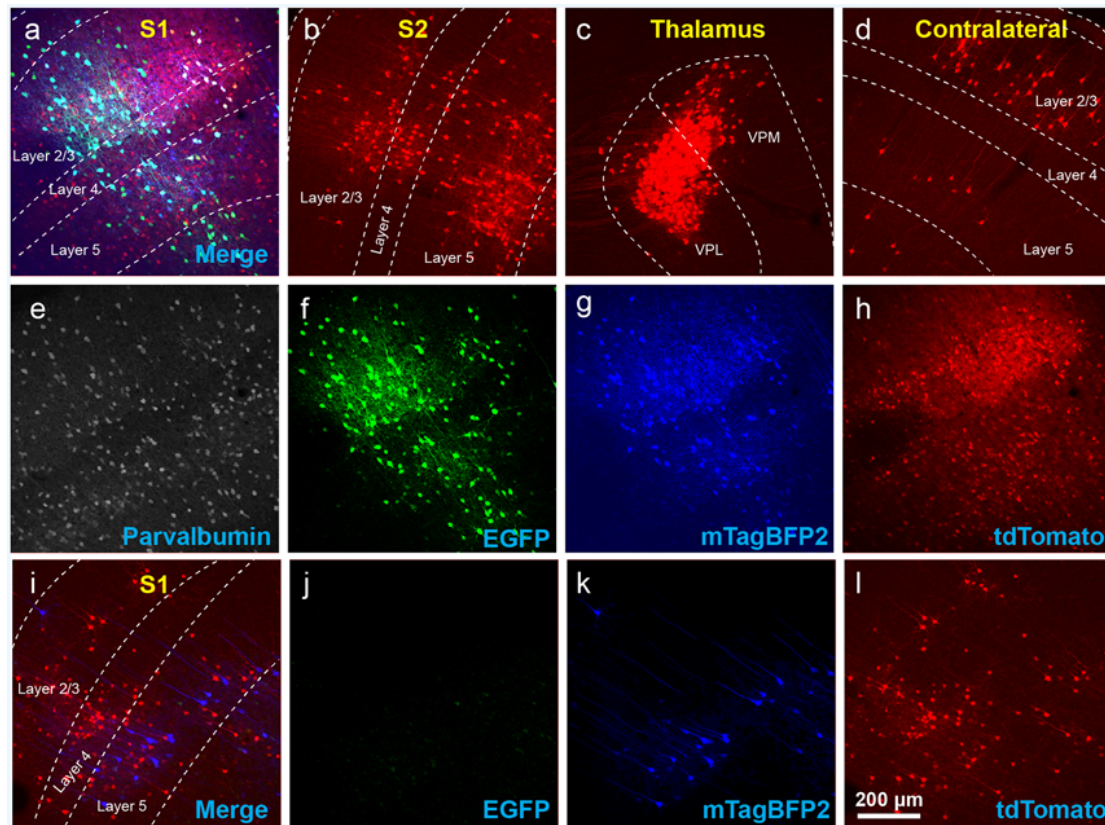 a
S1
Layer 2/3
Layer 4
Layer 5
Merge
b
S2
Layer 2/3
Layer 4
Layer 5
c
Thalamus
VPM
VPL
d
Contralateral
Layer 2/3
Layer 4
Layer 5
e
Parvalbumin
f
EGFP
g
mTagBFP2
h
tdTomato
i
S1
Layer 2/3
Layer 4
Layer 5
Merge
j
EGFP
k
mTagBFP2
l
200 µm
tdTomato